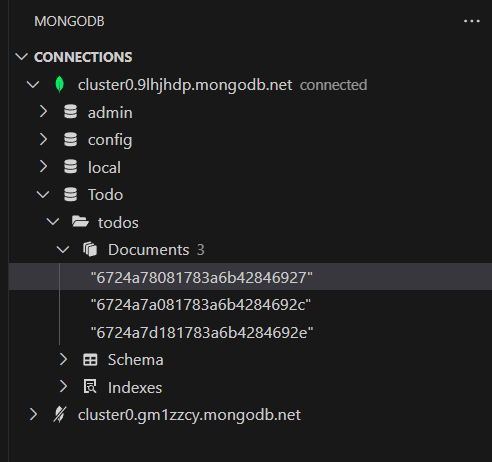 MONGODB
CONNECTIONS
cluster0.9lhjhdp.mongodb.net connected
admin
config
local
Todo
todos
Documents 3
"6724a78081783a6b42846927"
"6724a7a081783a6b4284692c"
"6724a7d181783a6b4284692e"
Schema
Indexes
cluster0.gm1zzcy.mongodb.net